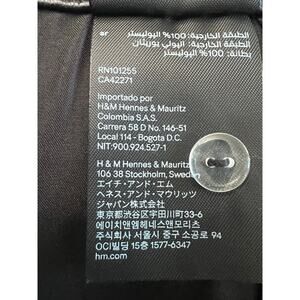 الطبقة الخارجية: 100% البوليستر ar
الطبقة الخارجية: البولي يوريثان
بطانة: 100% البوليستر
RN101255
CA42271
Importado por
H&M Hennes & Mauritz
Colombia S.A.S.
Carrera 58 D No. 146-51
Local 114 - Bogota D.C.
NIT:900.924.527-1
H & M Hennes & Mauritz
106 38 Stockholm, Sweden
エイチ・アンド・エム
ヘネス・アンド・マウリッツ
ジャパン株式会社
東京都渋谷区宇田川町33-6
에이치앤엠헤네스앤모리츠
주식회사 서울시 중구 소공로 94
OCI빌딩 15층 1577-6347
hm.com